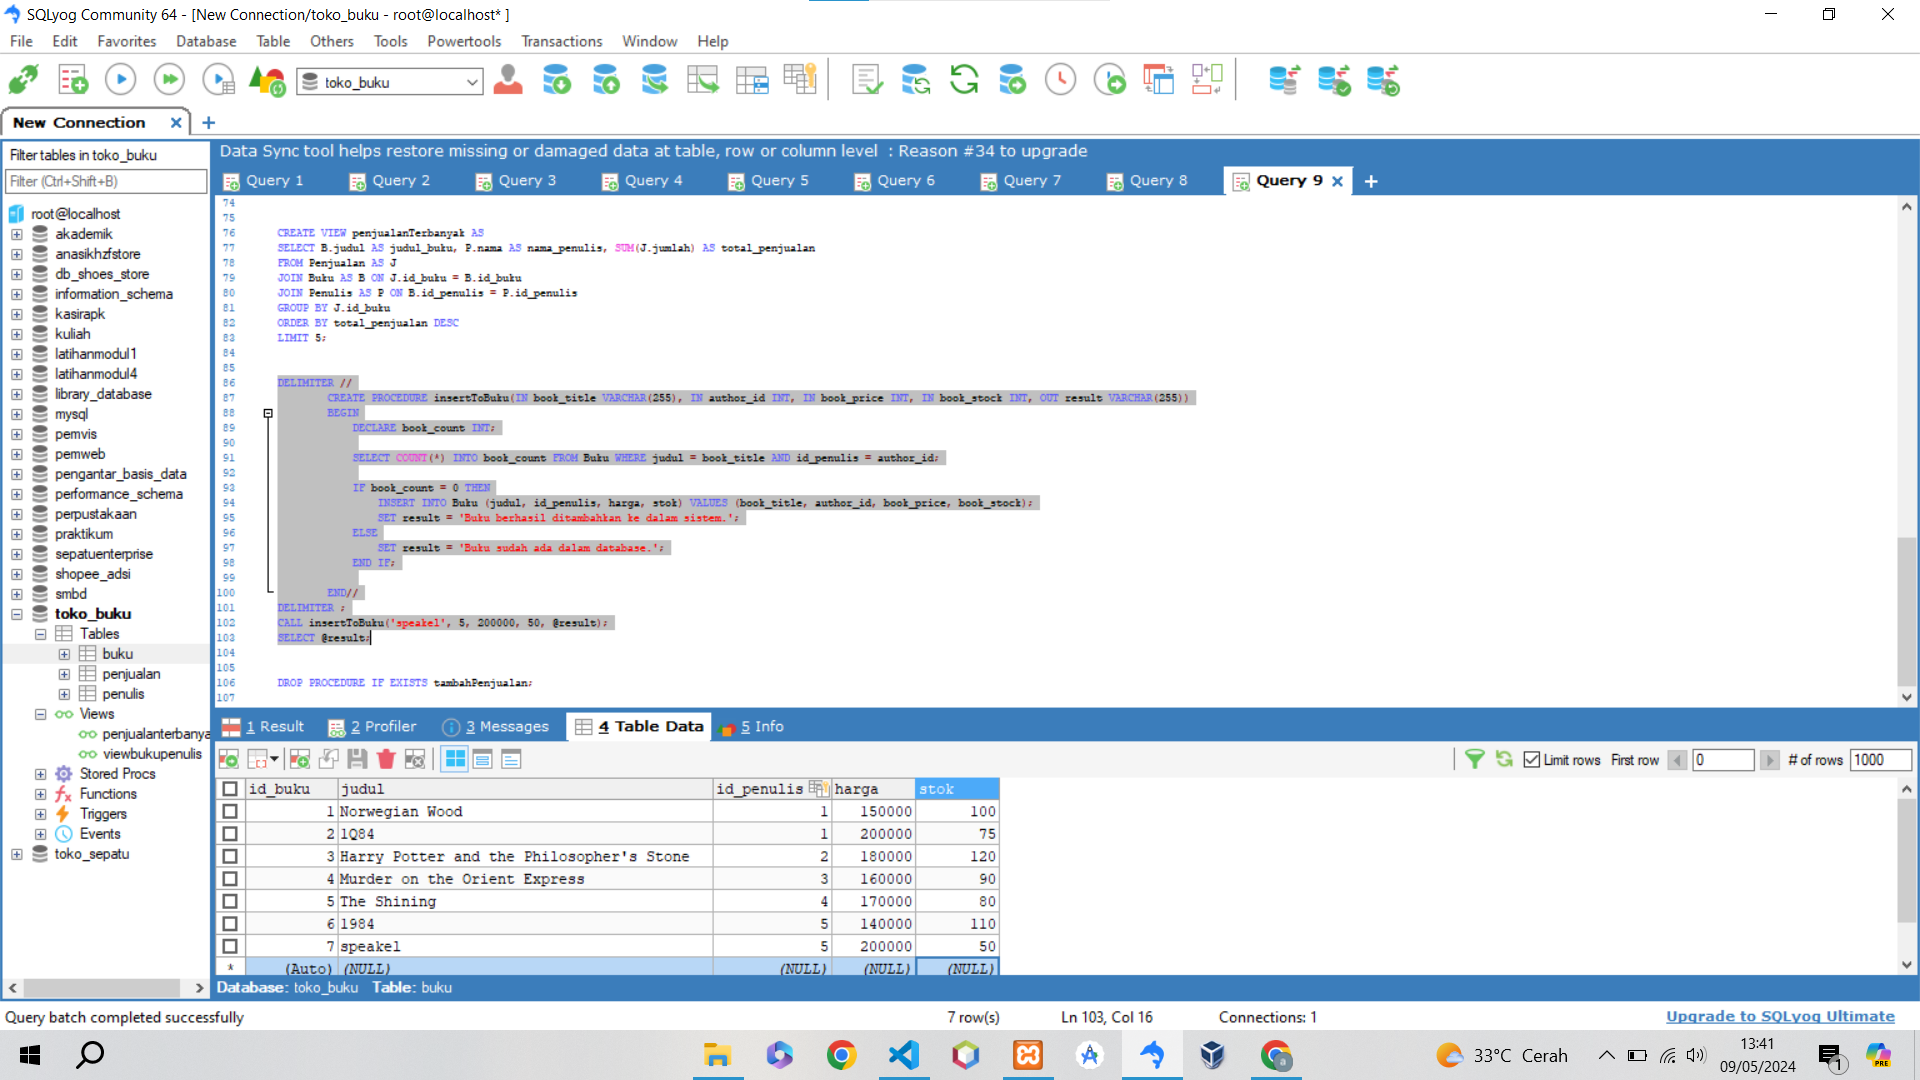 SQLyog Community 64 - [New Connection/toko_buku - root@localhost* ]
File Edit Favorites Database Table Others Tools Powertools Transactions Window Help
toko_buku
New Connection
Filter tables in toko_buku
Filter (Ctrl+Shift+B)
root@localhost
akademik
anasikhzfstore
db_shoes_store
information_schema
kasirapk
kuliah
latihanmodul1
latihanmodul4
library_database
mysql
pemvis
pemweb
pengantar_basis_data
performance_schema
perpustakaan
praktikum
sepatuenterprise
shopee_adsi
smbd
toko_buku
Tables
buku
penjualan
penulis
Views
penjualanterbanya
viewbukupenulis
Stored Procs
Functions
Triggers
Events
toko_sepatu
Data Sync tool helps restore missing or damaged data at table, row or column level : Reason #34 to upgrade
Query 1 Query 2 Query 3 Query 4 Query 5 Query 6 Query 7 Query 8 Query 9
74
75
76 CREATE VIEW penjualanTerbanyak AS
77 SELECT B.judul AS judul_buku, P.nama AS nama_penulis, SUM(J.jumlah) AS total_penjualan
78 FROM Penjualan AS J
79 JOIN Buku AS B ON J.id_buku = B.id_buku
80 JOIN Penulis AS P ON B.id_penulis = P.id_penulis
81 GROUP BY J.id_buku
82 ORDER BY total_penjualan DESC
83 LIMIT 5;
84
85
86 DELIMITER //
87 CREATE PROCEDURE insertToBuku(IN book_title VARCHAR(255), IN author_id INT, IN book_price INT, IN book_stock INT, OUT result VARCHAR(255))
88 BEGIN
89 DECLARE book_count INT;
90
91 SELECT COUNT(*) INTO book_count FROM Buku WHERE judul = book_title AND id_penulis = author_id;
92
93 IF book_count = 0 THEN
94 INSERT INTO Buku (judul, id_penulis, harga, stok) VALUES (book_title, author_id, book_price, book_stock);
95 SET result = 'Buku berhasil ditambahkan ke dalam sistem.';
96 ELSE
97 SET result = 'Buku sudah ada dalam database.';
98 END IF;
99
100 END//
101 DELIMITER ;
102 CALL insertToBuku('speakel', 5, 200000, 50, @result);
103 SELECT @result;
104
105
106 DROP PROCEDURE IF EXISTS tambahPenjualan;
107
1 Result 2 Profiler 3 Messages 4 Table Data 5 Info
Limit rows First row 0 # of rows 1000
id_buku judul id_penulis harga stok
1 Norwegian Wood 1 150000 100
2 1Q84 1 200000 75
3 Harry Potter and the Philosopher's Stone 2 180000 120
4 Murder on the Orient Express 3 160000 90
5 The Shining 4 170000 80
6 1984 5 140000 110
7 speakel 5 200000 50
* (Auto) (NULL) (NULL) (NULL) (NULL)
Database: toko_buku Table: buku
Query batch completed successfully 7 row(s) Ln 103, Col 16 Connections: 1 Upgrade to SQLyog Ultimate
33°C Cerah
13:41
09/05/2024
1
PRE